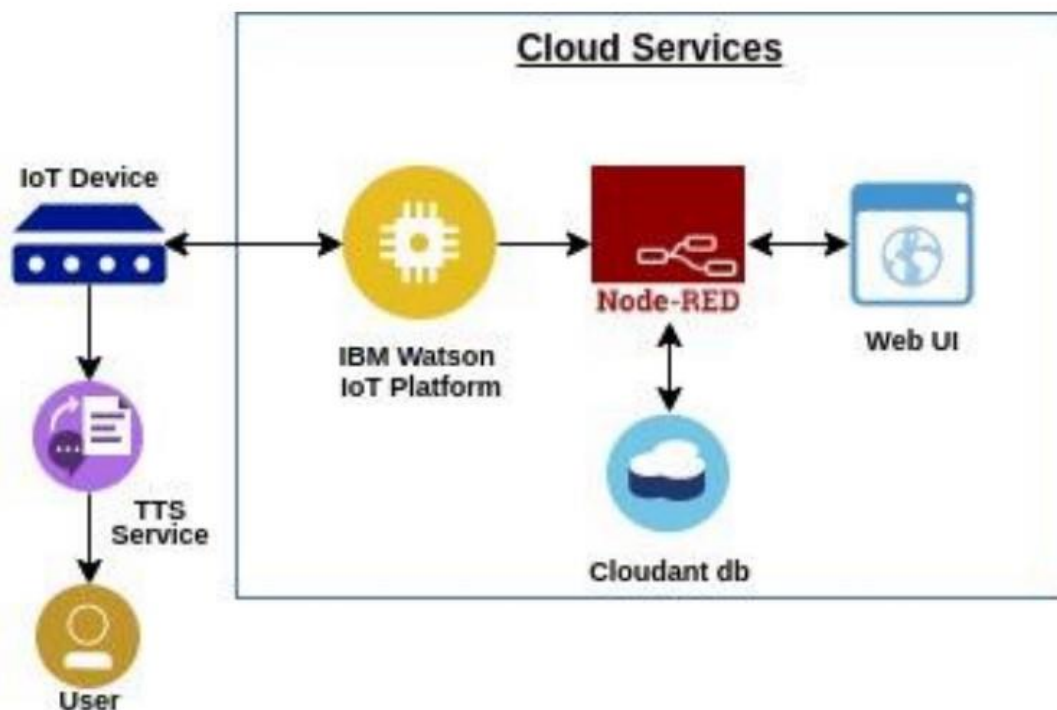 Cloud Services
IoT Device
IBM Watson
IoT Platform
Node-RED
Web UI
TTS
Service
Cloudant db
User